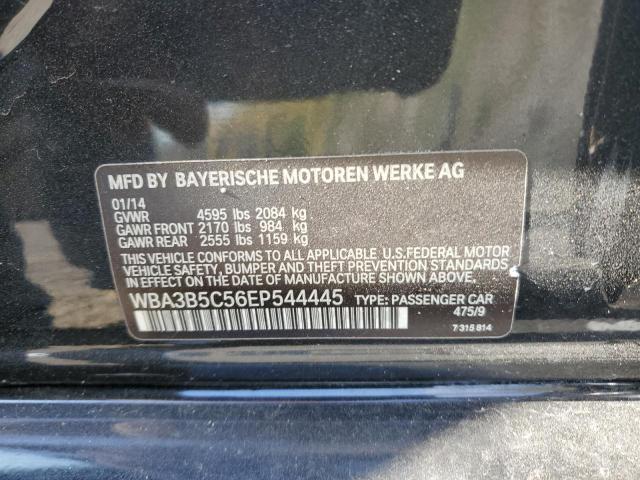 MFD BY BAYERISCHE MOTOREN WERKE AG
01/14
GVWR 4595 lbs 2084 kg
GAWR FRONT 2170 lbs 984 kg
GAWR REAR 2555 lbs 1159 kg
THIS VEHICLE CONFORMS TO ALL APPLICABLE U.S.FEDERAL MOTOR
VEHICLE SAFETY, BUMPER, AND THEFT PREVENTION STANDARDS
IN EFFECT ON THE DATE OF MANUFACTURE SHOWN ABOVE.
WBA3B5C56EP544445 TYPE: PASSENGER CAR
475/9
7 315 814